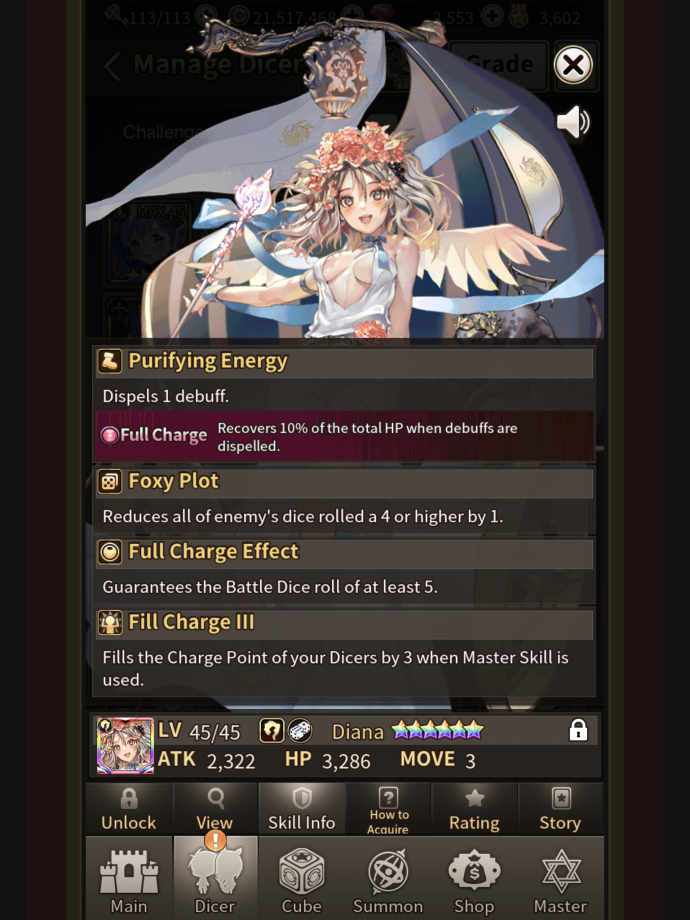 113/113
21,517,468
3,602
Manage Dicer
Grade
Challenge
MAX 45
Purifying Energy
Dispels 1 debuff.
Full Charge
Recovers 10% of the total HP when debuffs are
dispelled.
Foxy Plot
Reduces all of enemy's dice rolled a 4 or higher by 1.
Full Charge Effect
Guarantees the Battle Dice roll of at least 5.
Fill Charge III
Fills the Charge Point of your Dicers by 3 when Master Skill is
used.
LV 45/45 Diana
ATK 2,322 HP 3,286 MOVE 3
Unlock
View
Skill Info
How to
Acquire
Rating
Story
Main
Dicer
Cube
Summon
Shop
Master